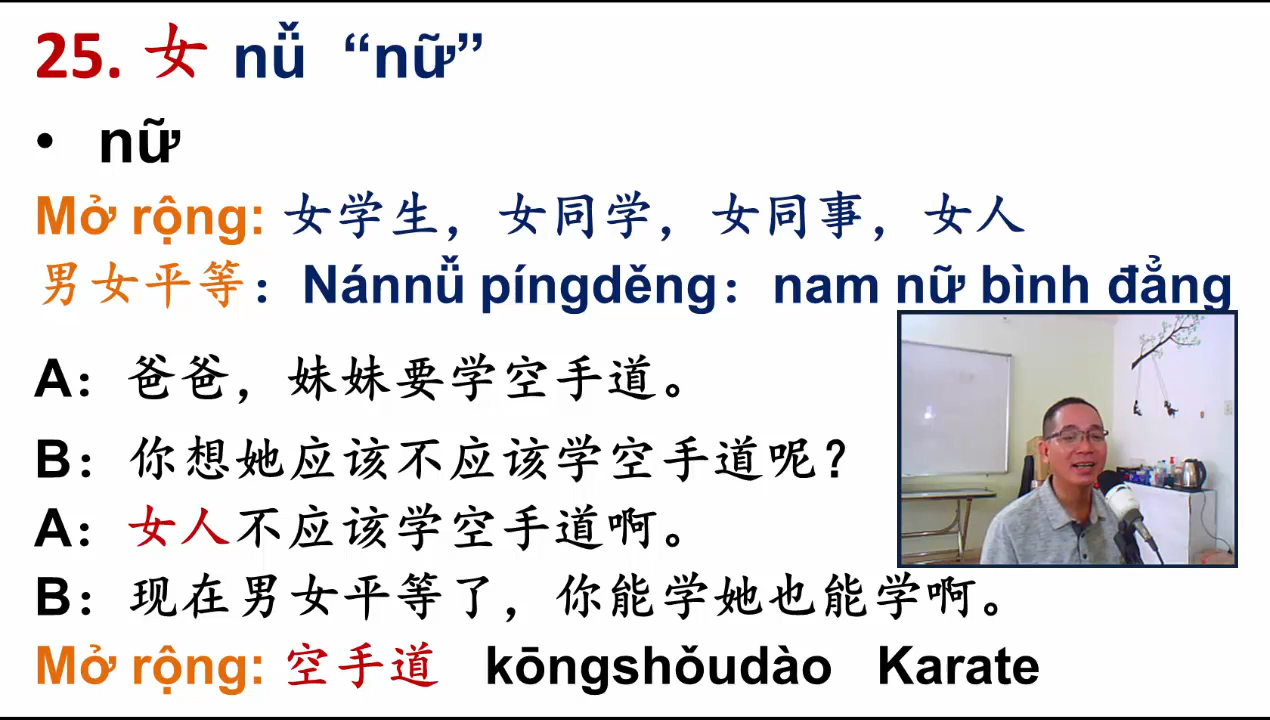 25. 女 nǚ “nữ”
• nữ
Mở rộng: 女学生，女同学，女同事，女人
男女平等：Nánnǚ píngděng：nam nữ bình đẳng
A：爸爸，妹妹要学空手道。
B：你想她应该不应该学空手道呢？
A：女人不应该学空手道啊。
B：现在男女平等了，你能学她也能学啊。
Mở rộng: 空手道 kōngshǒudào Karate